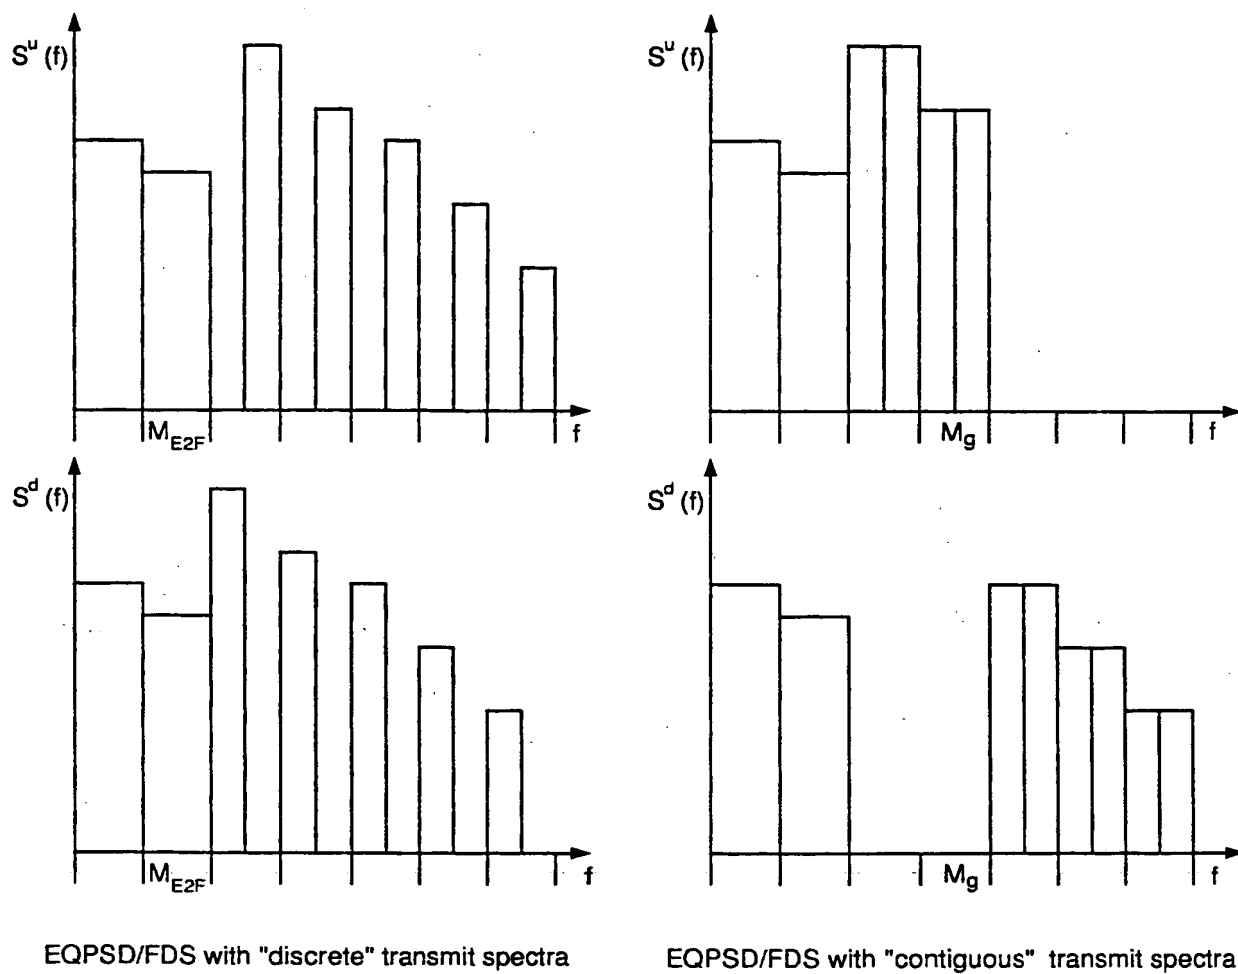 S^u (f)
M_E2F
f
S^u (f)
M_g
f
S^d (f)
M_E2F
f
S^d (f)
M_g
f
EQPSD/FDS with "discrete" transmit spectra
EQPSD/FDS with "contiguous" transmit spectra